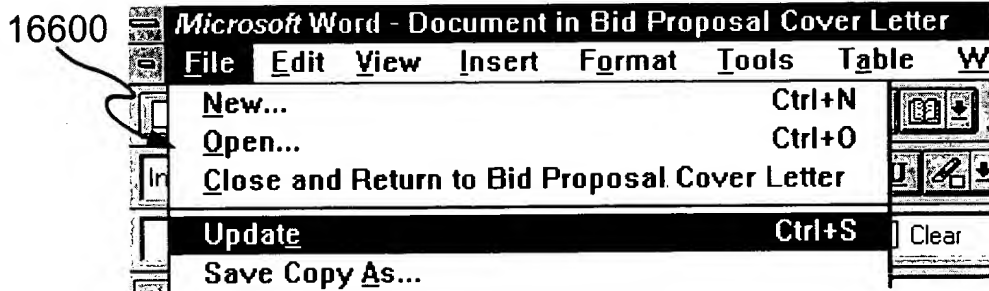 16600
Microsoft Word - Document in Bid Proposal Cover Letter
File Edit View Insert Format Tools Table W
New... Ctrl+N
Open... Ctrl+O
In
Close and Return to Bid Proposal Cover Letter U
Update Ctrl+S Clear
Save Copy As...